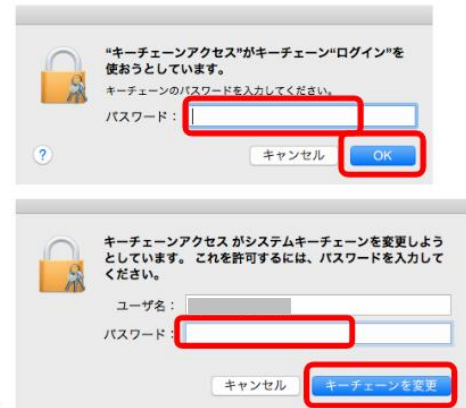 “キーチェーンアクセス”がキーチェーン“ログイン”を
使おうとしています。
キーチェーンのパスワードを入力してください。
パスワード：
?
キャンセル
OK
キーチェーンアクセス がシステムキーチェーンを変更しよう
としています。 これを許可するには、パスワードを入力して
ください。
ユーザ名：
パスワード：
キャンセル
キーチェーンを変更